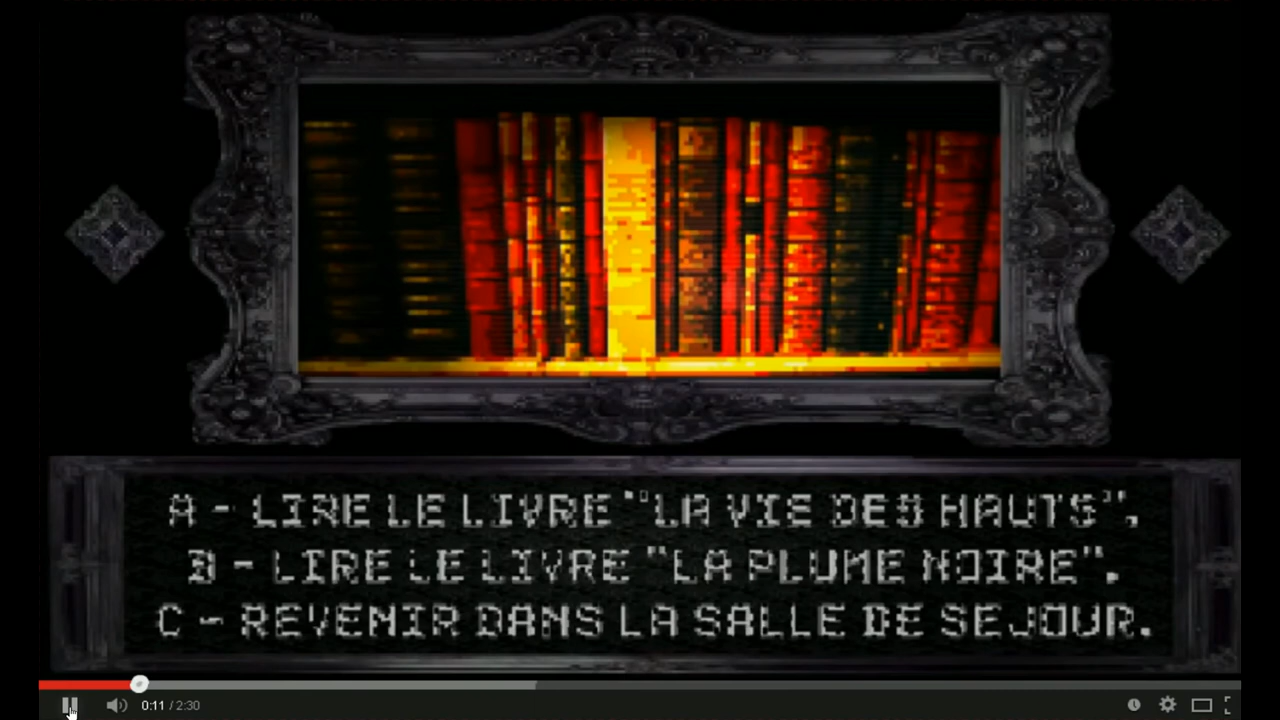 A - LIRE LE LIVRE "LA VIE DES HAUTS".
B - LIRE LE LIVRE "LA PLUME NOIRE".
C - REVENIR DANS LA SALLE DE SEJOUR.
0:11 / 2:30